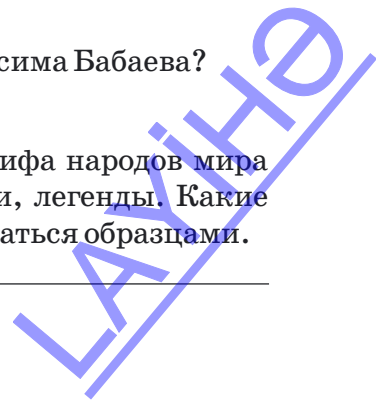 сима Бабаева?
ифа народов мира
и, легенды. Какие
аться образцами.
LAYİHƏ